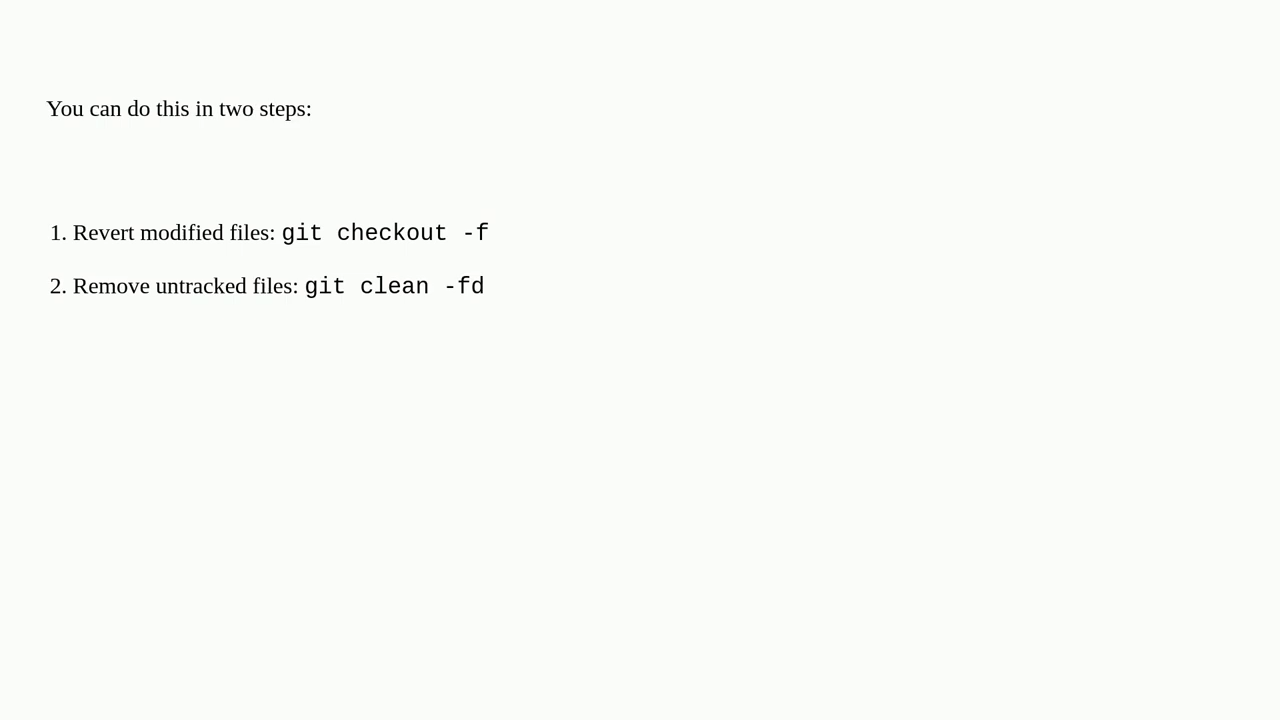 You can do this in two steps:
1. Revert modified files: git checkout -f
2. Remove untracked files: git clean -fd